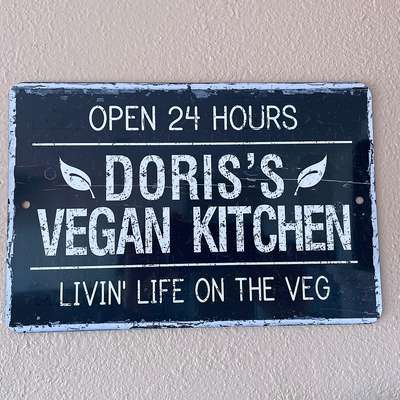 OPEN 24 HOURS
DORIS'S
VEGAN KITCHEN
LIVIN' LIFE ON THE VEG